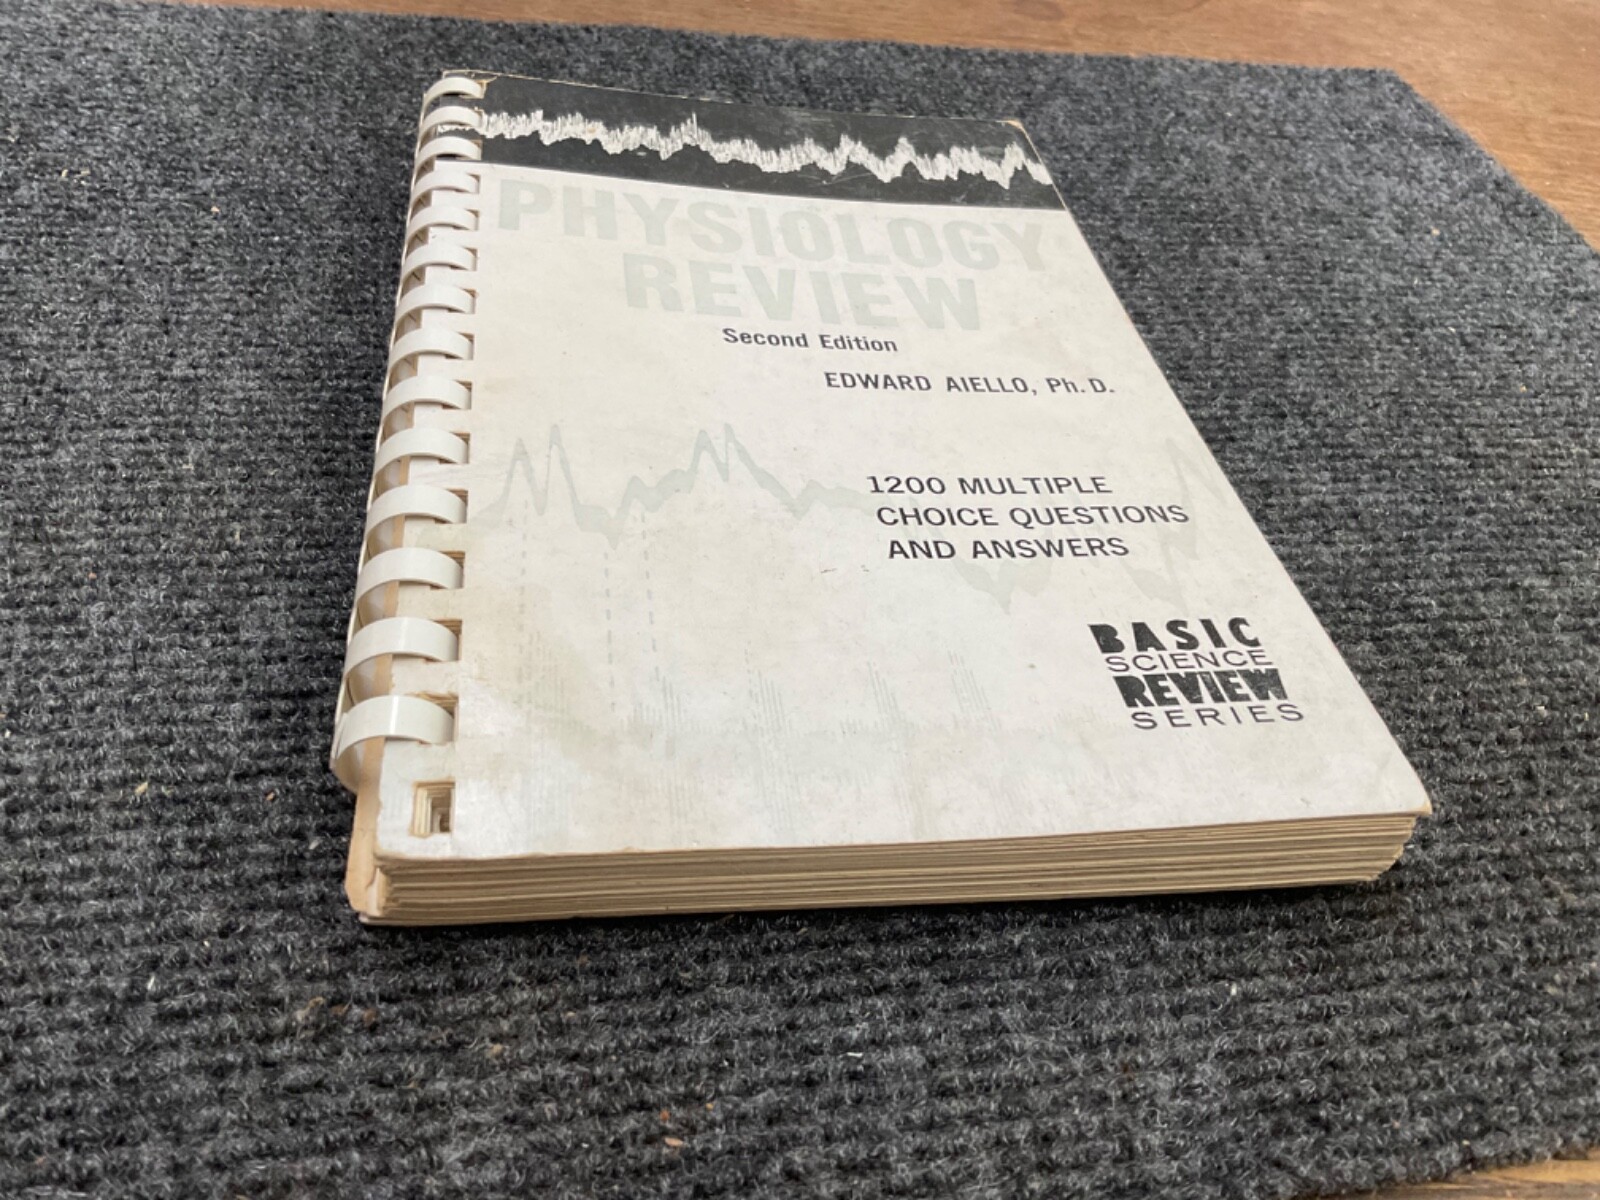 PHYSIOLOGY
REVIEW
Second Edition
EDWARD AIELLO, Ph.D.
1200 MULTIPLE
CHOICE QUESTIONS
AND ANSWERS
BASIC
SCIENCE
REVIEW
SERIES